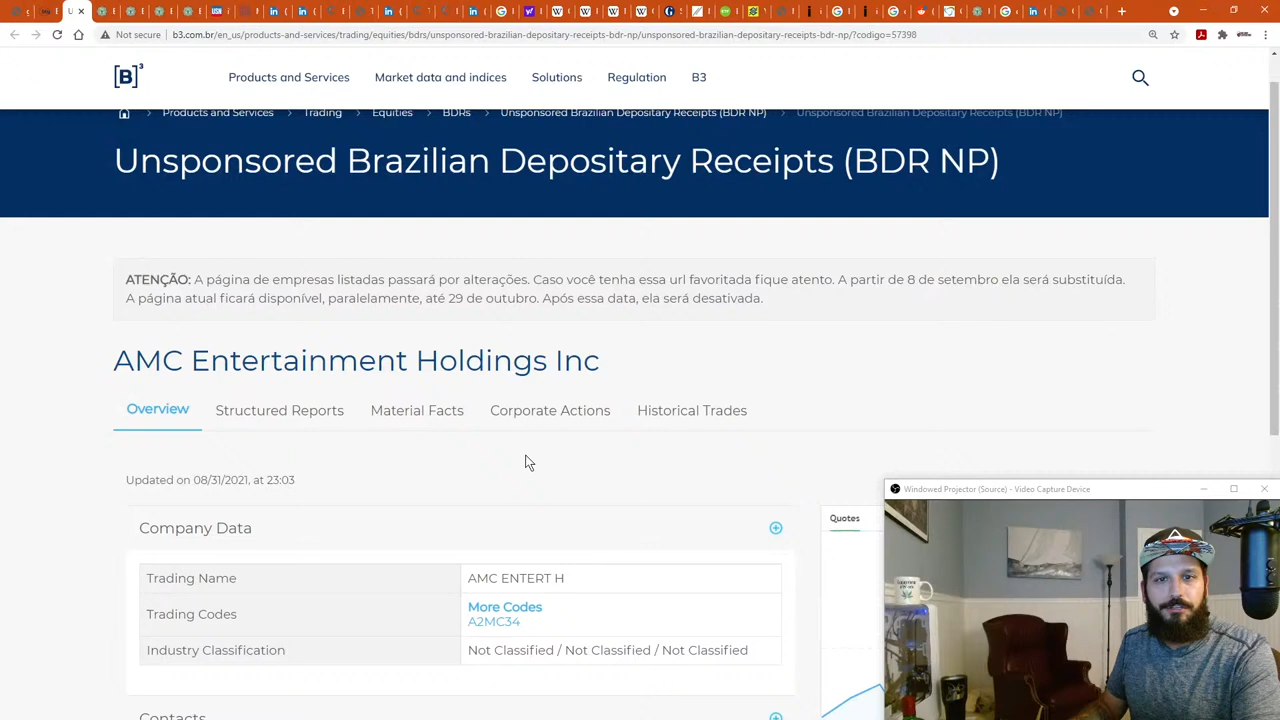 Not secure
b3.com.br/en_us/products-and-services/trading/equities/bdrs/unsponsored-brazilian-depositary-receipts-bdr-np/unsponsored-brazilian-depositary-receipts-bdr-np/?codigo=57398
[B]³
Products and Services
Market data and indices
Solutions
Regulation
B3
Products and Services > Trading > Equities > BDRs > Unsponsored Brazilian Depositary Receipts (BDR NP) > Unsponsored Brazilian Depositary Receipts (BDR NP)
Unsponsored Brazilian Depositary Receipts (BDR NP)
ATENÇÃO: A página de empresas listadas passará por alterações. Caso você tenha essa url favoritada fique atento. A partir de 8 de setembro ela será substituída.
A página atual ficará disponível, paralelamente, até 29 de outubro. Após essa data, ela será desativada.
AMC Entertainment Holdings Inc
Overview
Structured Reports
Material Facts
Corporate Actions
Historical Trades
Updated on 08/31/2021, at 23:03
Company Data
Trading Name
AMC ENTERT H
Trading Codes
More Codes
A2MC34
Industry Classification
Not Classified / Not Classified / Not Classified
Contacts
Windowed Projector (Source) - Video Capture Device
Quotes